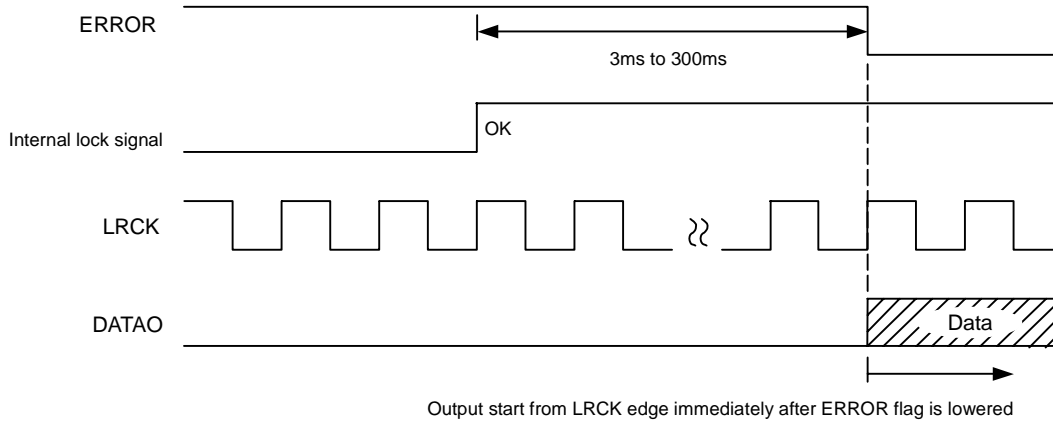 ERROR
3ms to 300ms
Internal lock signal
OK
LRCK
DATAO
Data
Output start from LRCK edge immediately after ERROR flag is lowered